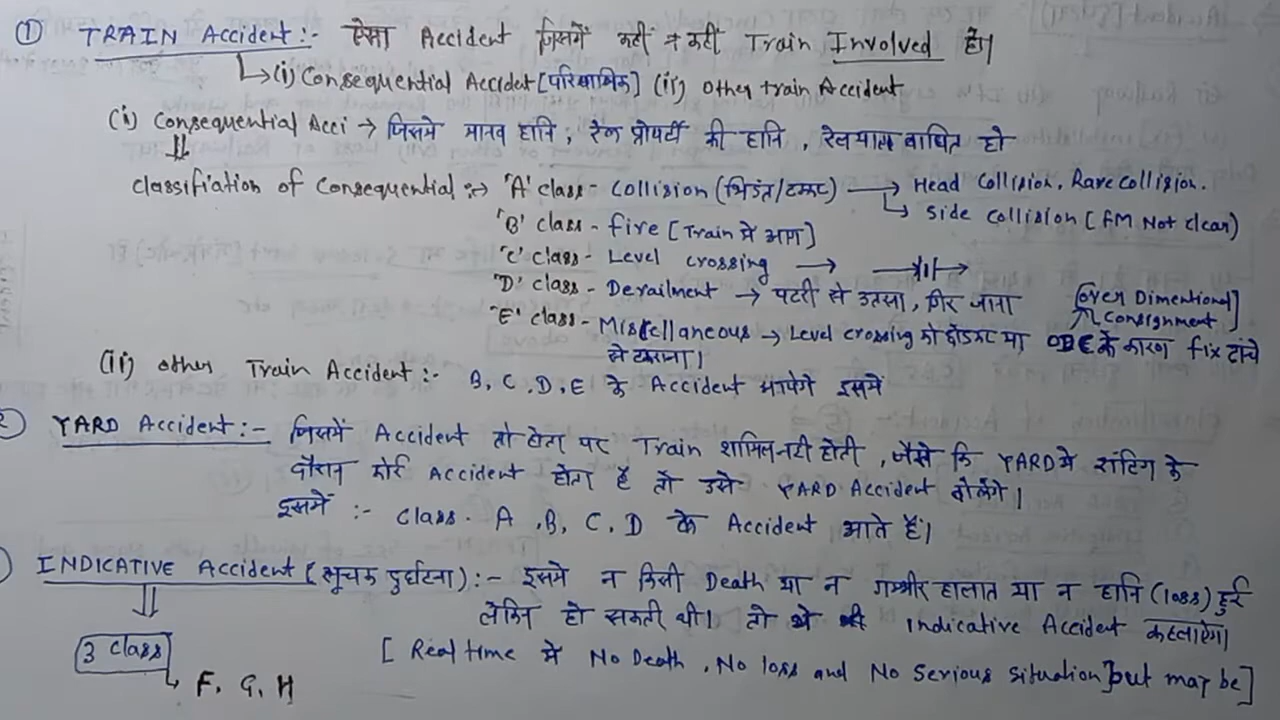 ① TRAIN Accident :- ऐसा Accident जिसमें कहीं न कहीं Train Involved हो।
↳ (i) Consequential Accident [परिणामिक] (ii) Other train Accident
(i) Consequential Acci → जिसमे मानव हानि, रेल प्रोपर्टी की हानि, रेलयाता बाधित हो
⇓
Classifiation of Consequential :→ 'A' class - Collision (भिडंत/टक्कर) → Head Collision, Rare Collision.
↳ Side Collision [FM Not clear)
'B' class - fire [Train मे आग]
'C' class - Level crossing →
'D' class - Derailment → पटरी से उतरना, गिर जाना [over Dimentional
'E' class - Miscellaneous → Level crossing को छोडकर या ODC के कारण fix ढांचे
consignment]
से टकराना।
(ii) other Train Accident :- B, C, D, E के Accident आयेगे इसमे
2 YARD Accident :- जिसमें Accident तो होता पर Train शामिल नही होती, जैसे कि YARD मे शंटिग के
दौरान कोई Accident होता है तो उसे YARD Accident बोलेंगे।
इसमें :- Class. A, B, C, D के Accident आते हैं।
INDICATIVE Accident (सूचक दुर्घटना) :- इसमे न किसी Death या न गम्भीर हालात या न हानि (loss) हुई
⇓ लेकिन हो सकती थी। तो ये Indicative Accident कहलाऐगा
3 Class [Real time मे No Death, No loss and No Serious situation] but may be]
↳ F, G, H